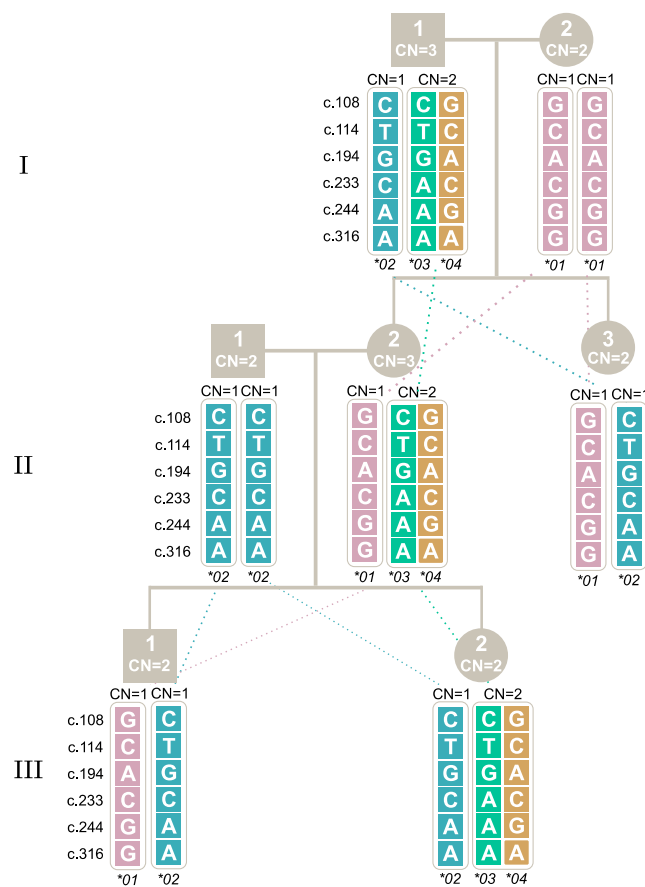 1 2
CN=3 CN=2
CN=1 CN=2 CN=1 CN=1
I
c.108 C C G G G
c.114 T T C C C
c.194 G G A A A
c.233 C A C C C
c.244 A A G G G
c.316 A A A G G
*02 *03 *04 *01 *01
1 2 3
CN=2 CN=3 CN=2
CN=1 CN=1 CN=1 CN=2 CN=1 CN=1
II
c.108 C C G C G G C
c.114 T T C T C C T
c.194 G G A G A A G
c.233 C C C A C C C
c.244 A A G A G G A
c.316 A A G A A G A
*02 *02 *01 *03 *04 *01 *02
1 2
CN=2 CN=2
CN=1 CN=1 CN=1 CN=2
III
c.108 G C C C G
c.114 C T T T C
c.194 A G G G A
c.233 C C C A C
c.244 G A A A G
c.316 G A A A A
*01 *02 *02 *03 *04